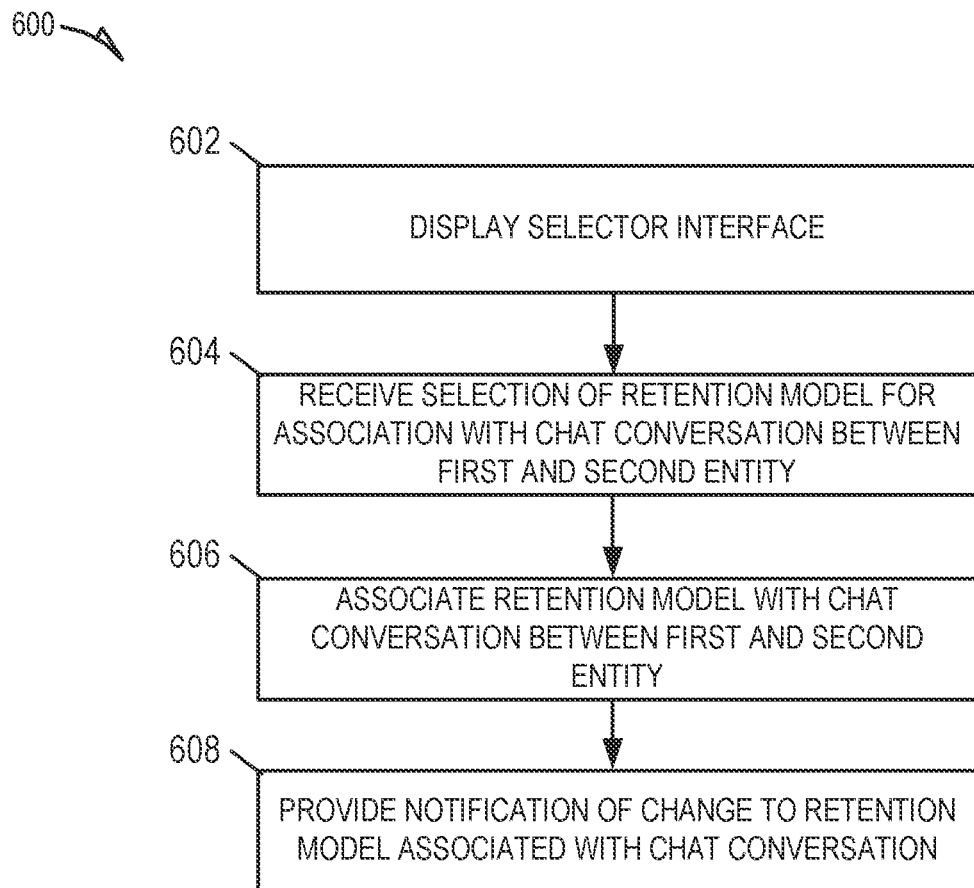 600
602
DISPLAY SELECTOR INTERFACE
604
RECEIVE SELECTION OF RETENTION MODEL FOR
ASSOCIATION WITH CHAT CONVERSATION BETWEEN
FIRST AND SECOND ENTITY
606
ASSOCIATE RETENTION MODEL WITH CHAT
CONVERSATION BETWEEN FIRST AND SECOND
ENTITY
608
PROVIDE NOTIFICATION OF CHANGE TO RETENTION
MODEL ASSOCIATED WITH CHAT CONVERSATION